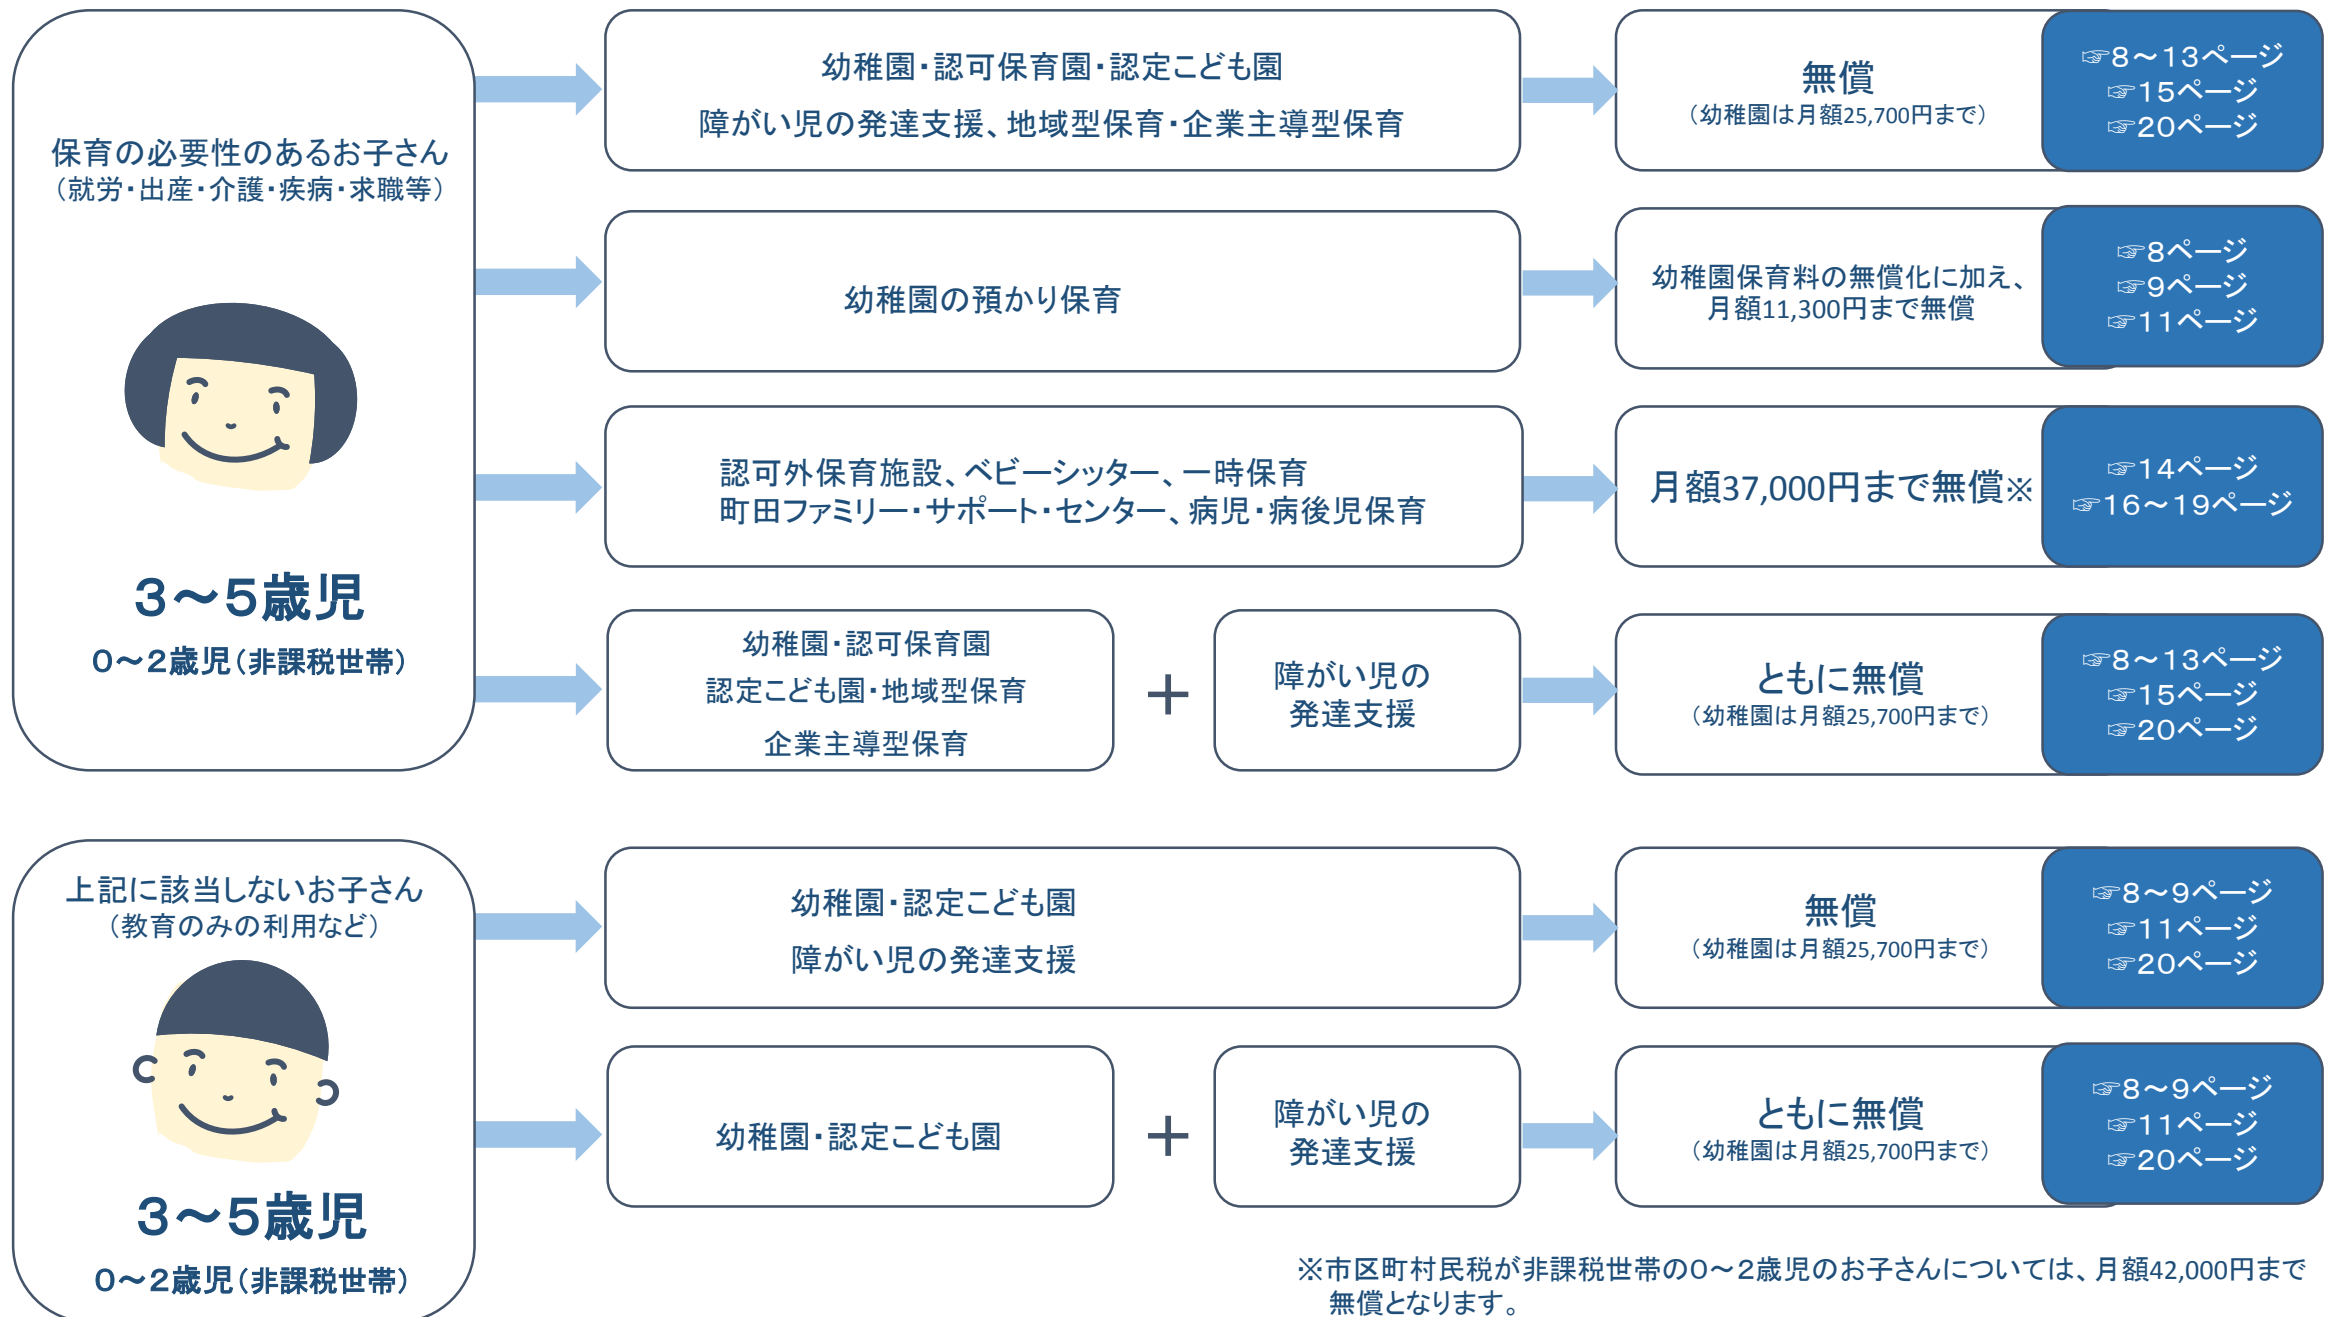 保育の必要性のあるお子さん
（就労・出産・介護・疾病・求職等）
３～５歳児
０～２歳児（非課税世帯）
幼稚園・認可保育園・認定こども園
障がい児の発達支援、地域型保育・企業主導型保育
無償
（幼稚園は月額25,700円まで）
☞８～１３ページ
☞１５ページ
☞２０ページ
幼稚園の預かり保育
幼稚園保育料の無償化に加え、
月額11,300円まで無償
☞８ページ
☞９ページ
☞１１ページ
認可外保育施設、ベビーシッター、一時保育
町田ファミリー・サポート・センター、病児・病後児保育
月額37,000円まで無償※
☞１４ページ
☞１６～１９ページ
幼稚園・認可保育園
認定こども園・地域型保育
企業主導型保育
＋
障がい児の
発達支援
ともに無償
（幼稚園は月額25,700円まで）
☞８～１３ページ
☞１５ページ
☞２０ページ
上記に該当しないお子さん
（教育のみの利用など）
３～５歳児
０～２歳児（非課税世帯）
幼稚園・認定こども園
障がい児の発達支援
無償
（幼稚園は月額25,700円まで）
☞８～９ページ
☞１１ページ
☞２０ページ
幼稚園・認定こども園
＋
障がい児の
発達支援
ともに無償
（幼稚園は月額25,700円まで）
☞８～９ページ
☞１１ページ
☞２０ページ
※市区町村民税が非課税世帯の０～２歳児のお子さんについては、月額42,000円まで
無償となります。